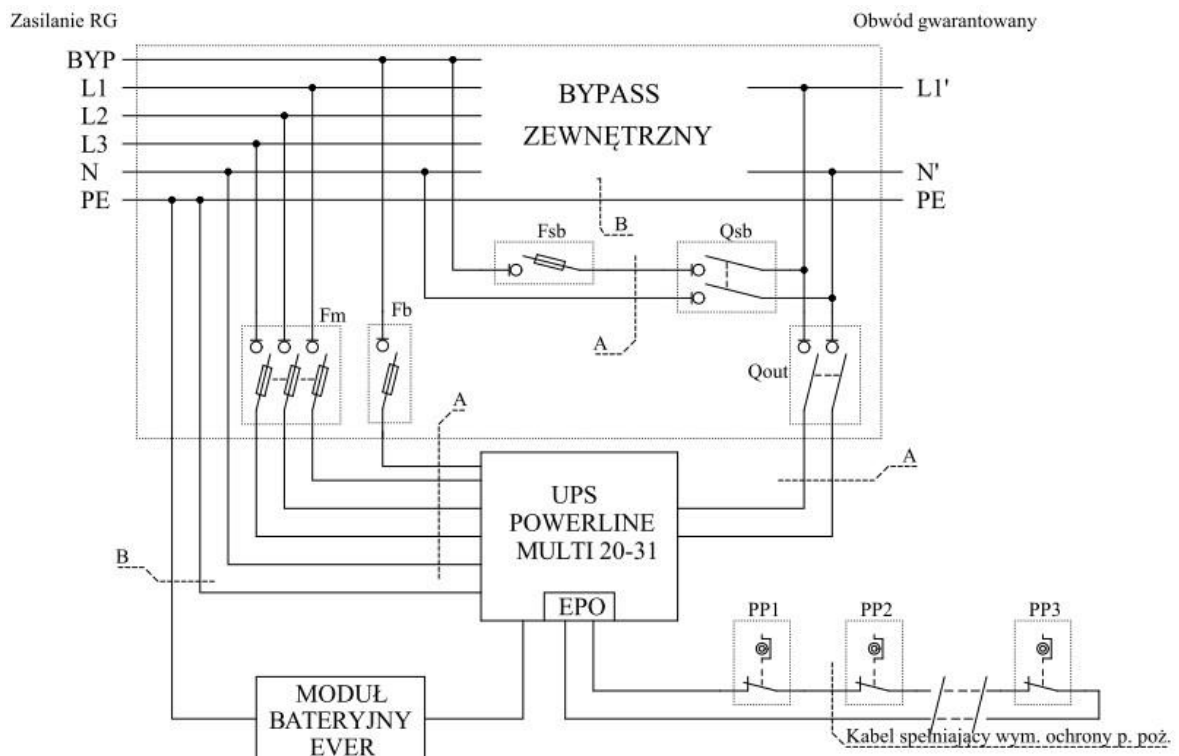 Zasilanie RG
Obwód gwarantowany
BYP
L1
L2
L3
N
PE
BYPASS
ZEWNĘTRZNY
L1'
N'
PE
B
Fsb
Qsb
A
Fm
Fb
Qout
A
A
UPS
POWERLINE
MULTI 20-31
B
EPO
PP1
PP2
PP3
MODUŁ
BATERYJNY
EVER
Kabel spełniający wym. ochrony p. poż.